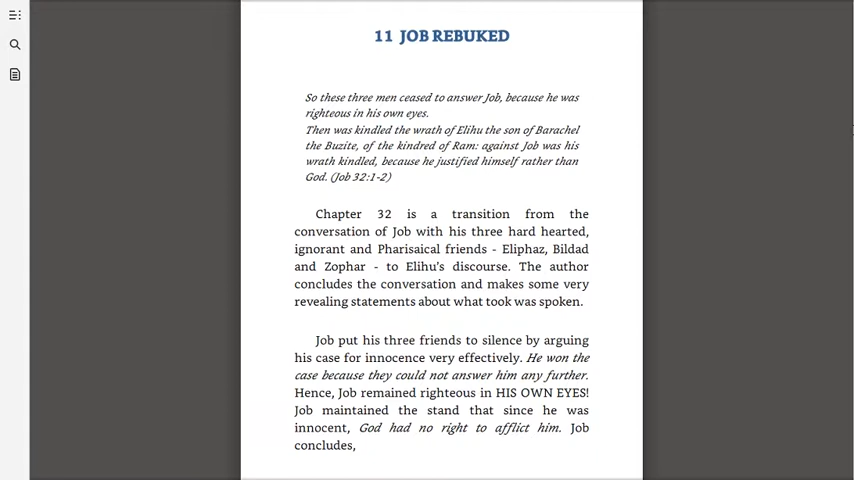 11 JOB REBUKED
So these three men ceased to answer Job, because he was
righteous in his own eyes.
Then was kindled the wrath of Elihu the son of Barachel
the Buzite, of the kindred of Ram: against Job was his
wrath kindled, because he justified himself rather than
God. (Job 32:1-2)
Chapter 32 is a transition from the
conversation of Job with his three hard hearted,
ignorant and Pharisaical friends - Eliphaz, Bildad
and Zophar - to Elihu's discourse. The author
concludes the conversation and makes some very
revealing statements about what took was spoken.
Job put his three friends to silence by arguing
his case for innocence very effectively. He won the
case because they could not answer him any further.
Hence, Job remained righteous in HIS OWN EYES!
Job maintained the stand that since he was
innocent, God had no right to afflict him. Job
concludes,